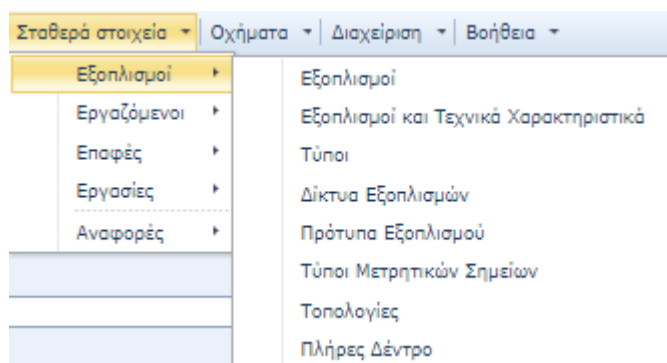 Σταθερά στοιχεία Οχήματα Διαχείριση Βοήθεια
Εξοπλισμοί
Εργαζόμενοι
Επαφές
Εργασίες
Αναφορές
Εξοπλισμοί
Εξοπλισμοί και Τεχνικά Χαρακτηριστικά
Τύποι
Δίκτυα Εξοπλισμών
Πρότυπα Εξοπλισμού
Τύποι Μετρητικών Σημείων
Τοπολογίες
Πλήρες Δέντρο